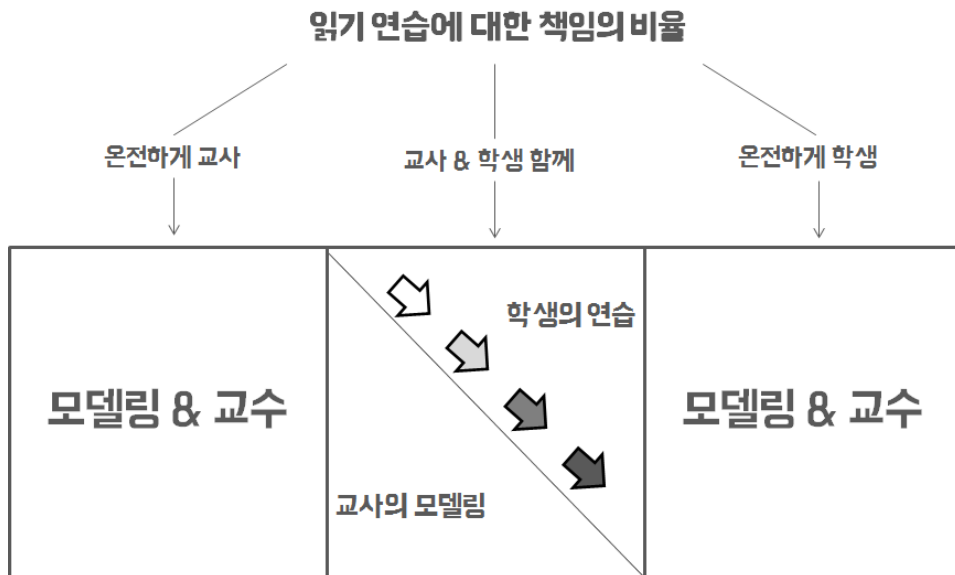 읽기 연습에 대한 책임의 비율
온전하게 교사
교사 & 학생 함께
온전하게 학생
모델링 & 교수
학생의 연습
교사의 모델링
모델링 & 교수